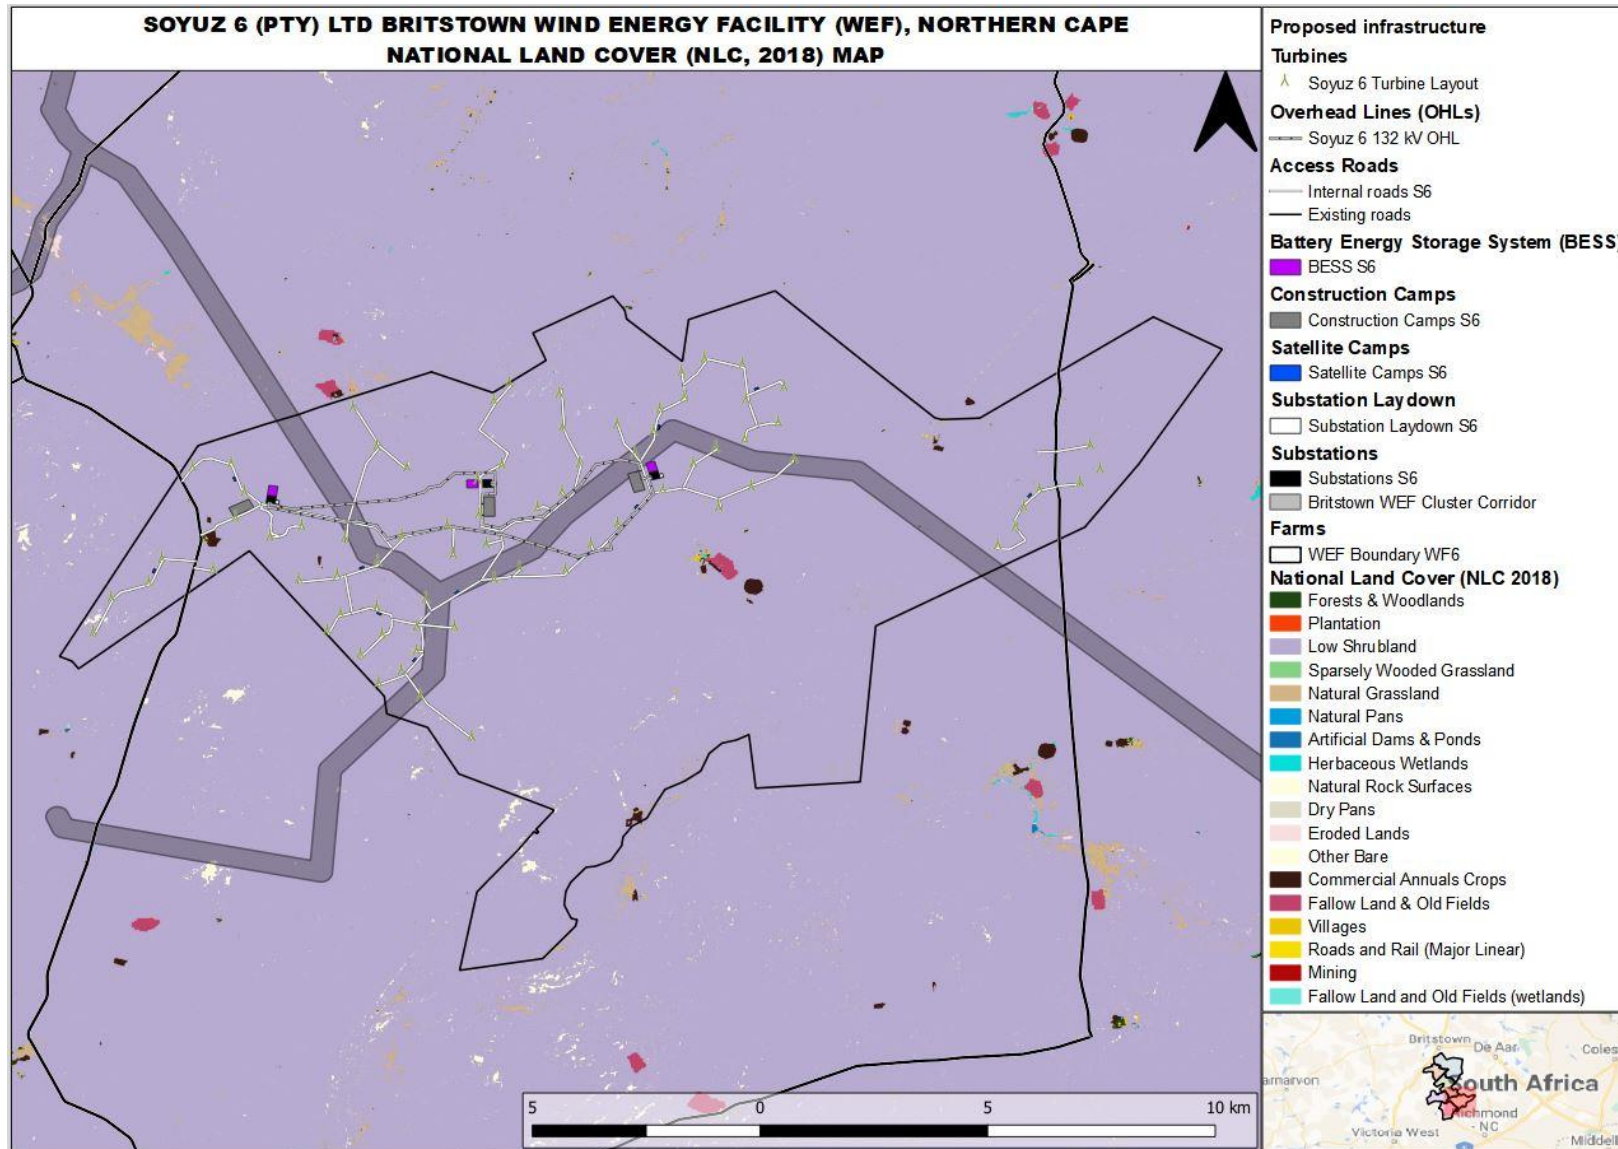 SOYUZ 6 (PTY) LTD BRITSTOWN WIND ENERGY FACILITY (WEF), NORTHERN CAPE
NATIONAL LAND COVER (NLC, 2018) MAP
Proposed infrastructure
Turbines
Soyuz 6 Turbine Layout
Overhead Lines (OHLs)
Soyuz 6 132 kV OHL
Access Roads
Internal roads S6
Existing roads
Battery Energy Storage System (BESS)
BESS S6
Construction Camps
Construction Camps S6
Satellite Camps
Satellite Camps S6
Substation Laydown
Substation Laydown S6
Substations
Substations S6
Britstown WEF Cluster Corridor
Farms
WEF Boundary WF6
National Land Cover (NLC 2018)
Forests & Woodlands
Plantation
Low Shrubland
Sparsely Wooded Grassland
Natural Grassland
Natural Pans
Artificial Dams & Ponds
Herbaceous Wetlands
Natural Rock Surfaces
Dry Pans
Eroded Lands
Other Bare
Commercial Annuals Crops
Fallow Land & Old Fields
Villages
Roads and Rail (Major Linear)
Mining
Fallow Land and Old Fields (wetlands)
5 0 5 10 km
Britstown
De Aar
Coles
arnarvon
South Africa
Richmond
- NC
Victoria West
Middell